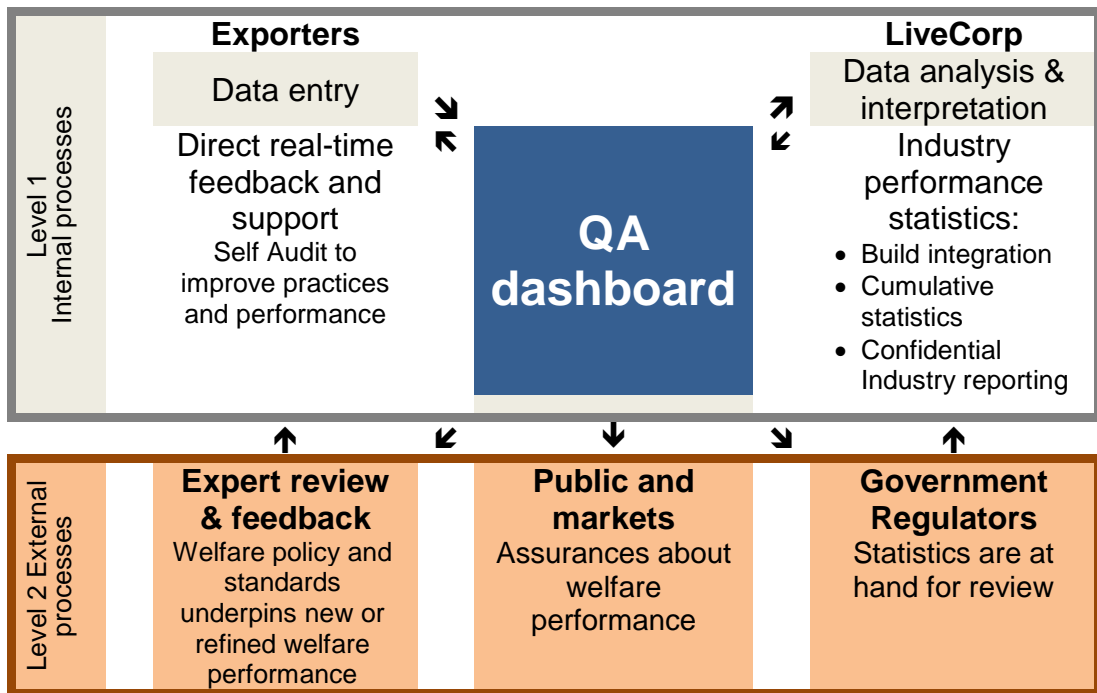 Level 1
Internal processes
Exporters
Data entry
Direct real-time
feedback and
support
Self Audit to
improve practices
and performance
QA
dashboard
LiveCorp
Data analysis &
interpretation
Industry
performance
statistics:
• Build integration
• Cumulative
statistics
• Confidential
Industry reporting
Level 2 External
processes
Expert review
& feedback
Welfare policy and
standards
underpins new or
refined welfare
performance
Public and
markets
Assurances about
welfare
performance
Government
Regulators
Statistics are at
hand for review